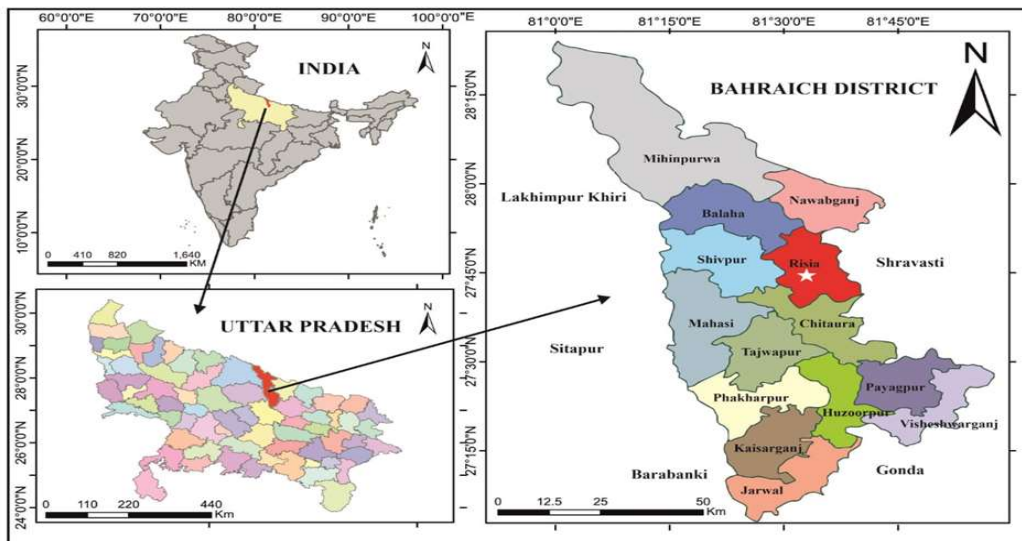 60°0'0"E 70°0'0"E 80°0'0"E 90°0'0"E 100°0'0"E
N
INDIA
30°0'0"N
20°0'0"N
10°0'0"N
0 410 820 1,640
KM
UTTAR PRADESH
N
30°0'0"N
28°0'0"N
26°0'0"N
24°0'0"N
0 110 220 440
Km
81°0'0"E 81°15'0"E 81°30'0"E 81°45'0"E
N
BAHRAICH DISTRICT
28°15'0"N
28°0'0"N
27°45'0"N
27°30'0"N
27°15'0"N
Mihinpurwa
Lakhimpur Khiri
Nawabganj
Balaha
Shivpur
Risia
Shravasti
Mahasi
Chitaura
Sitapur
Tajwapur
Payagpur
Phakharpur
Huzoorpur
Visheshwarganj
Kaisarganj
Barabanki
Gonda
Jarwal
0 12.5 25 50
Km